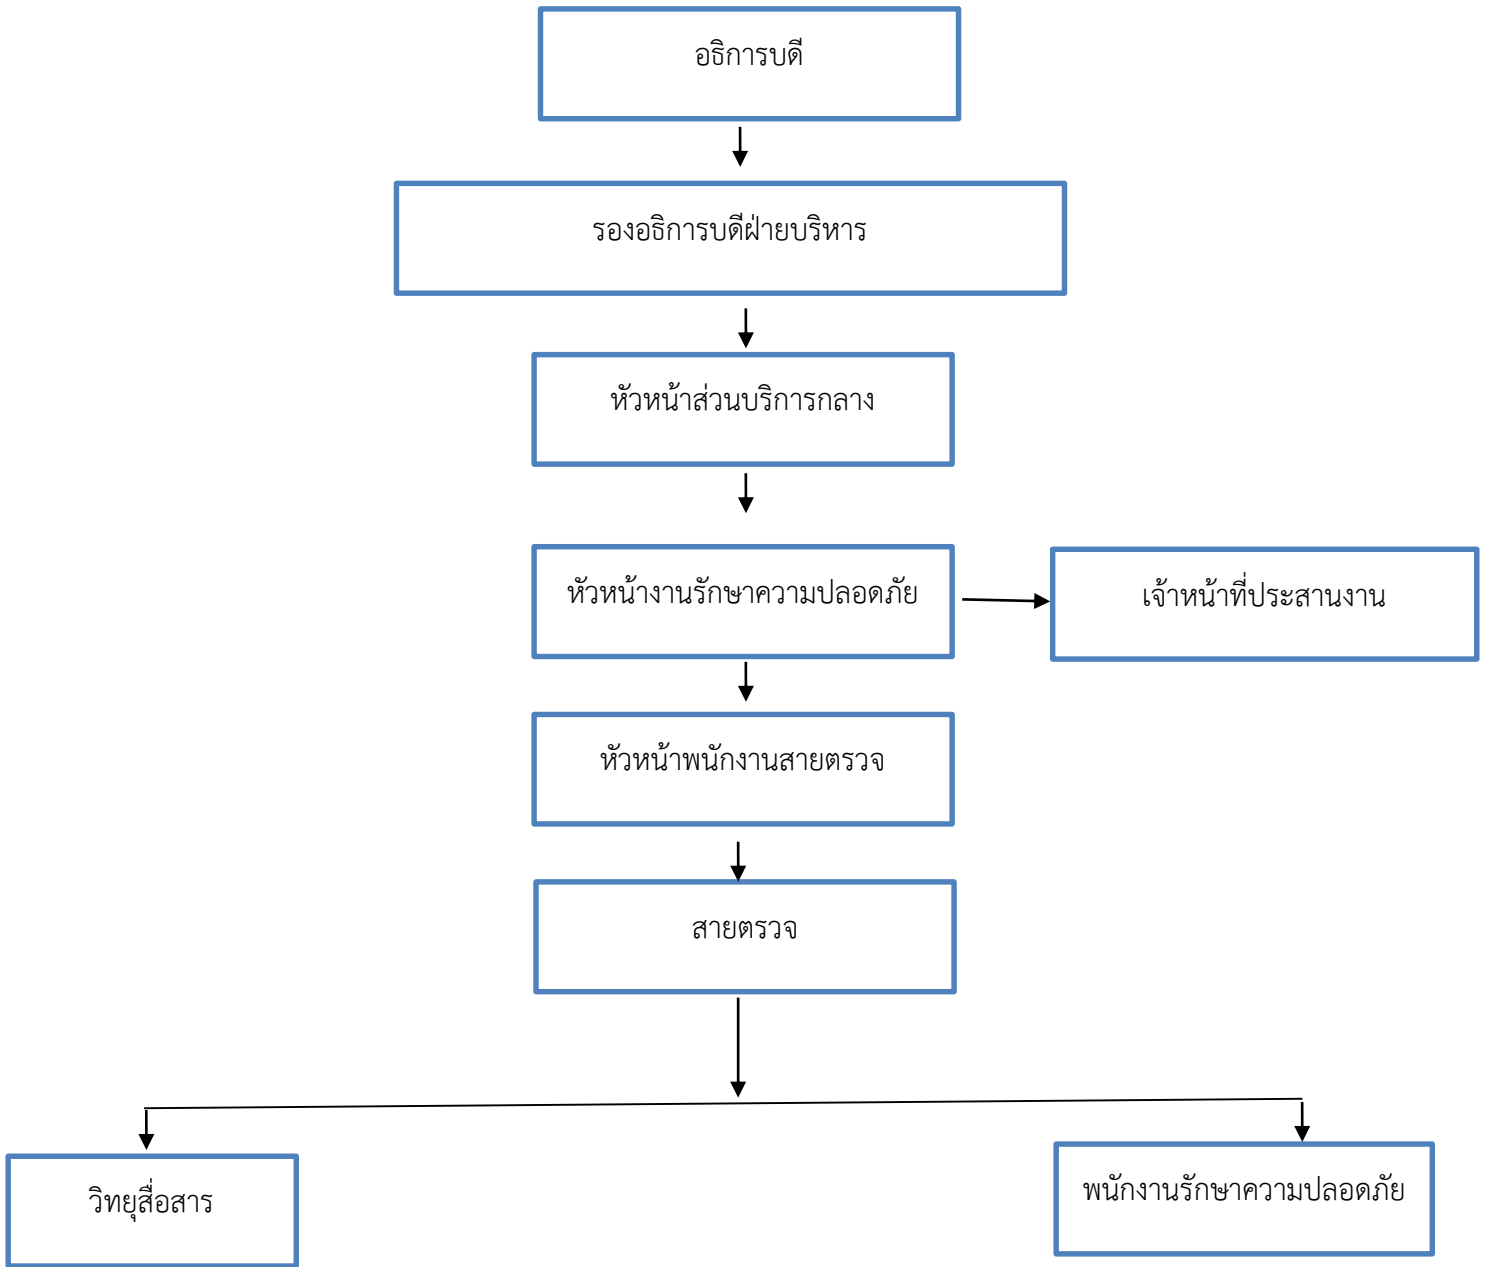 อธิการบดี
รองอธิการบดีฝ่ายบริหาร
หัวหน้าส่วนบริการกลาง
หัวหน้างานรักษาความปลอดภัย
เจ้าหน้าที่ประสานงาน
หัวหน้าพนักงานสายตรวจ
สายตรวจ
วิทยุสื่อสาร
พนักงานรักษาความปลอดภัย